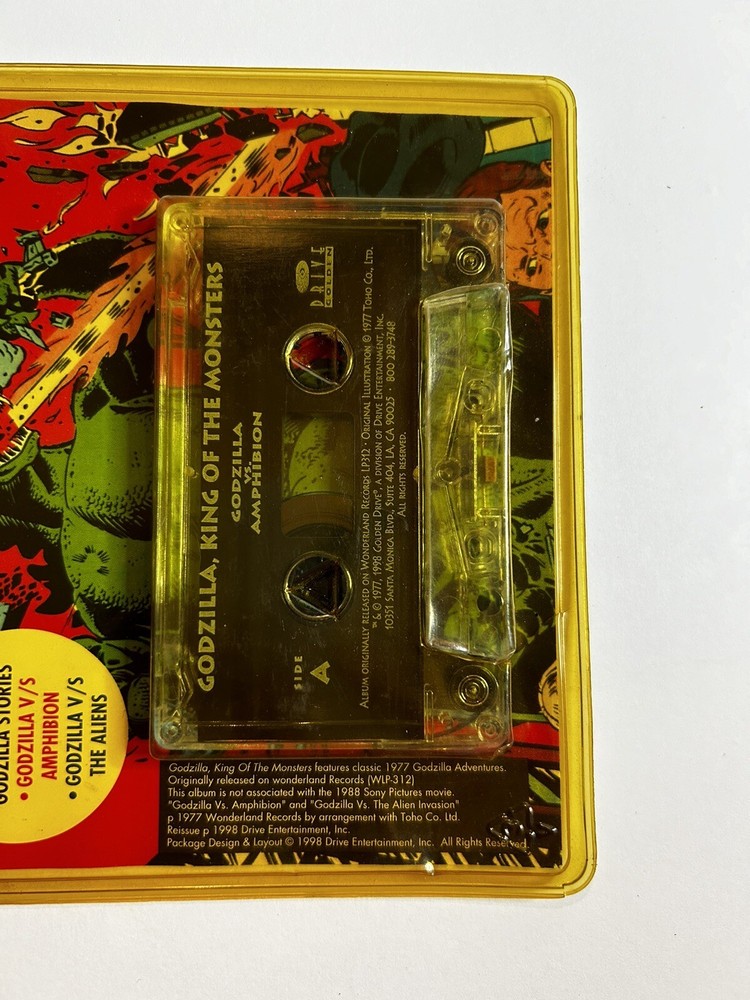 GODZILLA, KING OF THE MONSTERS
GODZILLA
VS.
AMPHIBION
DRIVE
GOLDEN
SIDE
A
ALBUM ORIGINALLY RELEASED ON WONDERLAND RECORDS LP312 • ORIGINAL ILLUSTRATION © 1977 TOHO CO., LTD.
™ & © 1977, 1998 GOLDEN DRIVE®, A DIVISION OF DRIVE ENTERTAINMENT, INC.
10351 SANTA MONICA BLVD., SUITE 404, LA, CA 90025 • 800 289-3748
ALL RIGHTS RESERVED.
GODZILLA STORIES
• GODZILLA V/S
AMPHIBION
• GODZILLA V/S
THE ALIENS
Godzilla, King Of The Monsters features classic 1977 Godzilla Adventures.
Originally released on wonderland Records (WLP-312)
This album is not associated with the 1988 Sony Pictures movie.
"Godzilla Vs. Amphibion" and "Godzilla Vs. The Alien Invasion"
p 1977 Wonderland Records by arrangement with Toho Co. Ltd.
Reissue p 1998 Drive Entertainment, Inc.
Package Design & Layout © 1998 Drive Entertainment, Inc. All Rights Reserved.